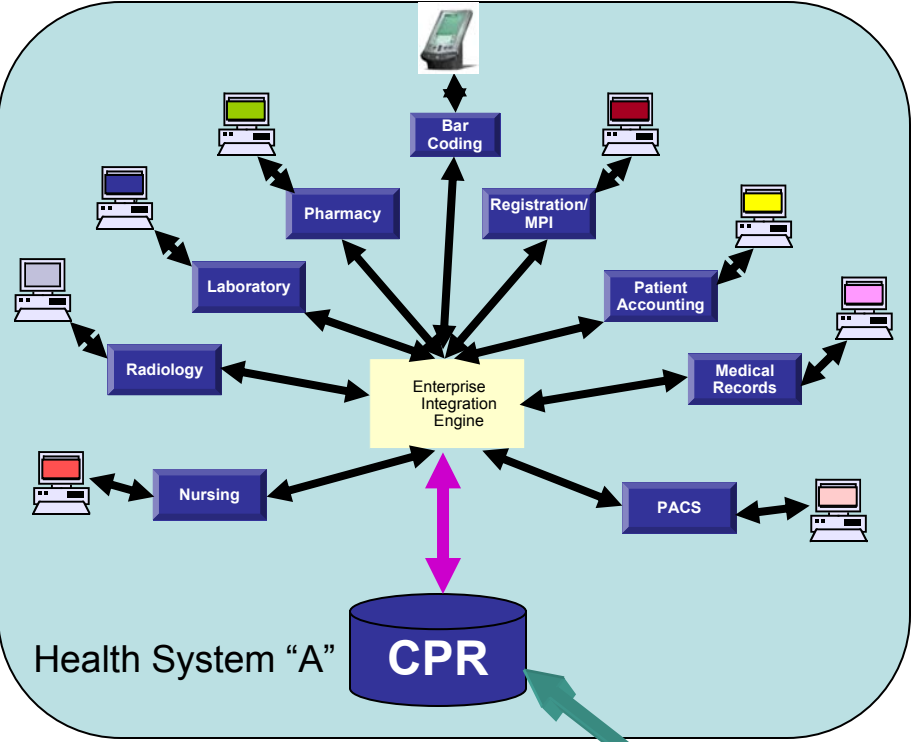 Bar
Coding
Pharmacy
Registration/
MPI
Laboratory
Patient
Accounting
Radiology
Enterprise
Integration
Engine
Medical
Records
Nursing
PACS
Health System “A”
CPR